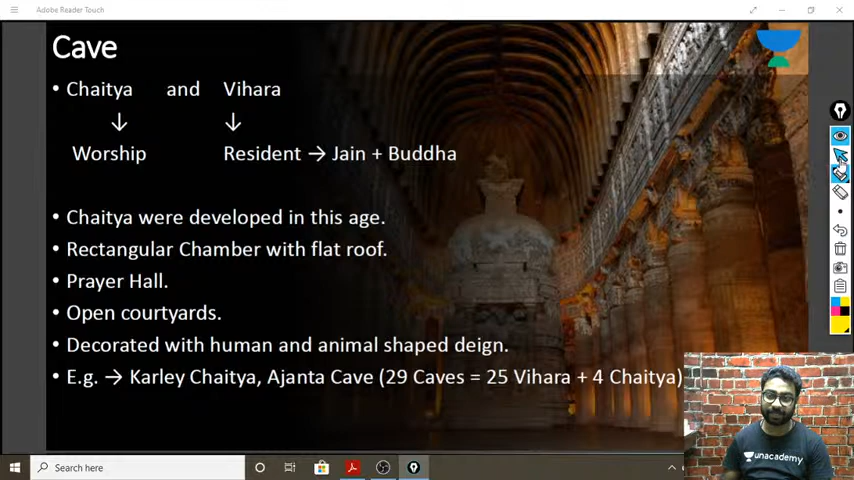 Adobe Reader Touch
Cave
• Chaitya and Vihara
↓ ↓
Worship Resident → Jain + Buddha
• Chaitya were developed in this age.
• Rectangular Chamber with flat roof.
• Prayer Hall.
• Open courtyards.
• Decorated with human and animal shaped deign.
• E.g. → Karley Chaitya, Ajanta Cave (29 Caves = 25 Vihara + 4 Chaitya)
unacademy
Search here